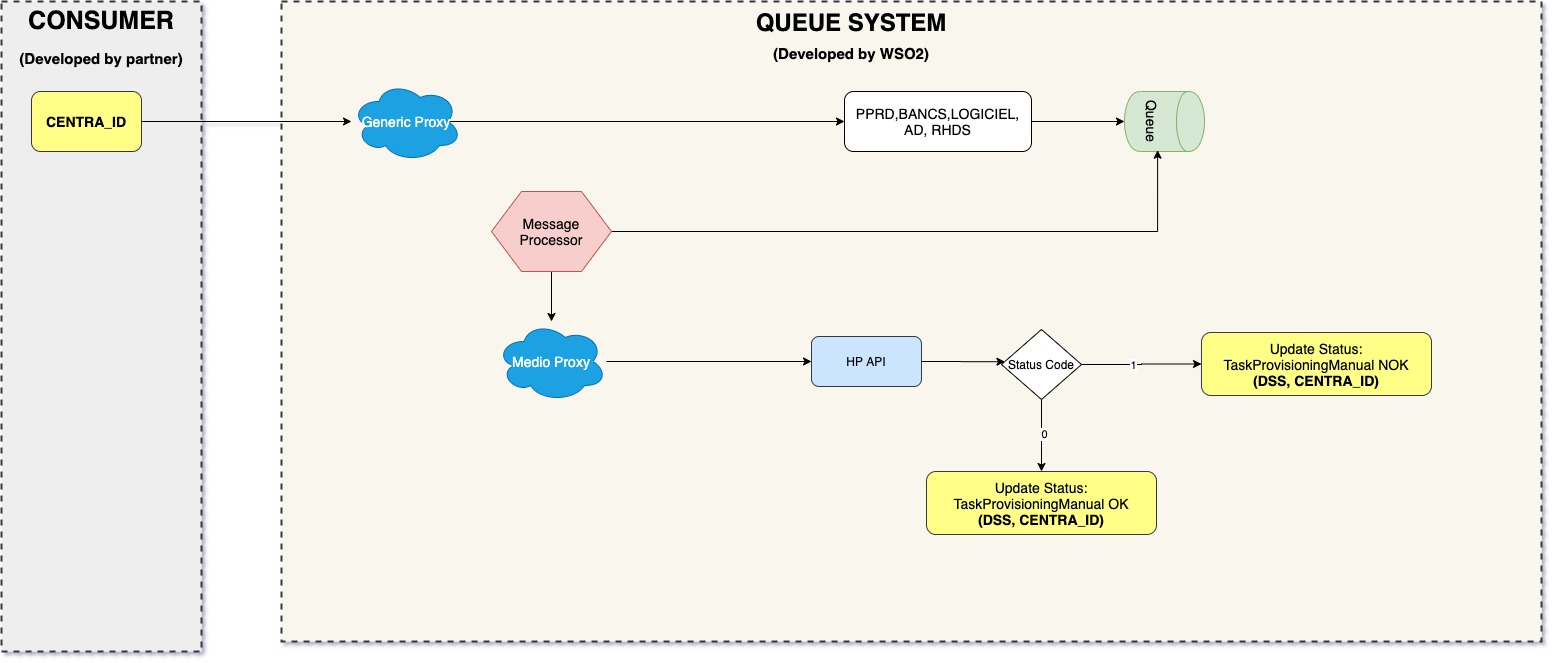 CONSUMER
(Developed by partner)
CENTRA_ID
QUEUE SYSTEM
(Developed by WSO2)
Generic Proxy
PPRD,BANCS,LOGICIEL,
AD, RHDS
Queue
Message
Processor
Medio Proxy
HP API
Status Code
1
Update Status:
TaskProvisioningManual NOK
(DSS, CENTRA_ID)
0
Update Status:
TaskProvisioningManual OK
(DSS, CENTRA_ID)